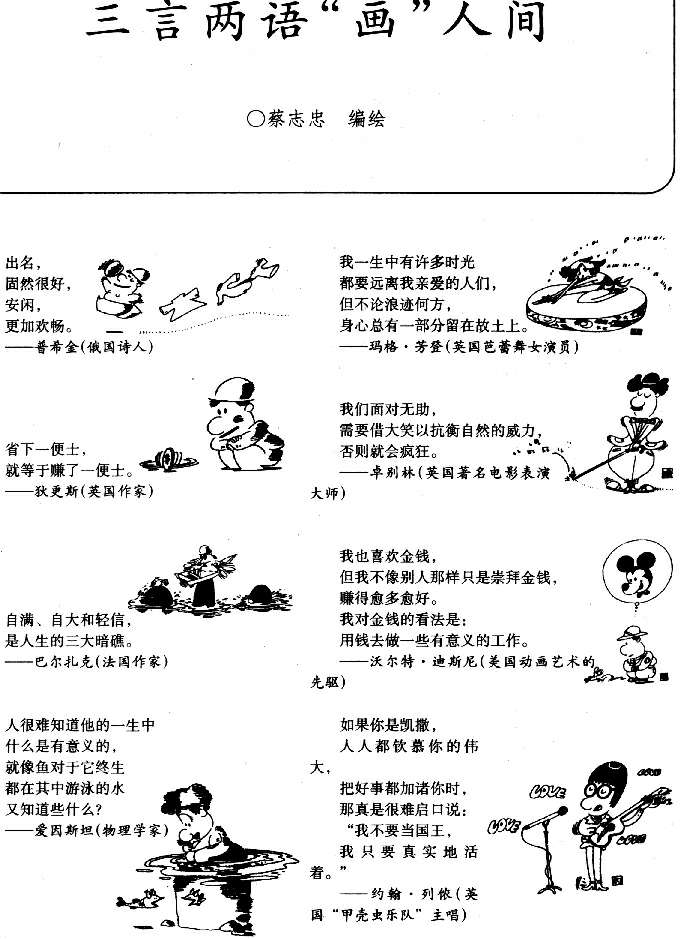 三言两语“画”人间
○蔡志忠 编绘
出名，
固然很好，
安闲，
更加欢畅。
——普希金(俄国诗人)
省下一便士，
就等于赚了一便士。
——狄更斯(英国作家)
自满、自大和轻信，
是人生的三大暗礁。
——巴尔扎克(法国作家)
人很难知道他的一生中
什么是有意义的，
就像鱼对于它终生
都在其中游泳的水
又知道些什么?
——爱因斯坦(物理学家)
我一生中有许多时光
都要远离我亲爱的人们，
但不论浪迹何方，
身心总有一部分留在故土上。
——玛格·芳登(英国芭蕾舞女演员)
我们面对无助，
需要借大笑以抗衡自然的威力，
否则就会疯狂。
——卓别林(英国著名电影表演
大师)
我也喜欢金钱，
但我不像别人那样只是崇拜金钱，
赚得愈多愈好。
我对金钱的看法是：
用钱去做一些有意义的工作。
——沃尔特·迪斯尼(美国动画艺术的
先驱)
如果你是凯撒，
人人都钦慕你的伟
大，
把好事都加诸你时，
那真是很难启口说：
“我不要当国王，
我只要真实地活
着。”
——约翰·列侬(英
国“甲壳虫乐队”主唱)
LOVE
LOVE
LOVE
LOVE